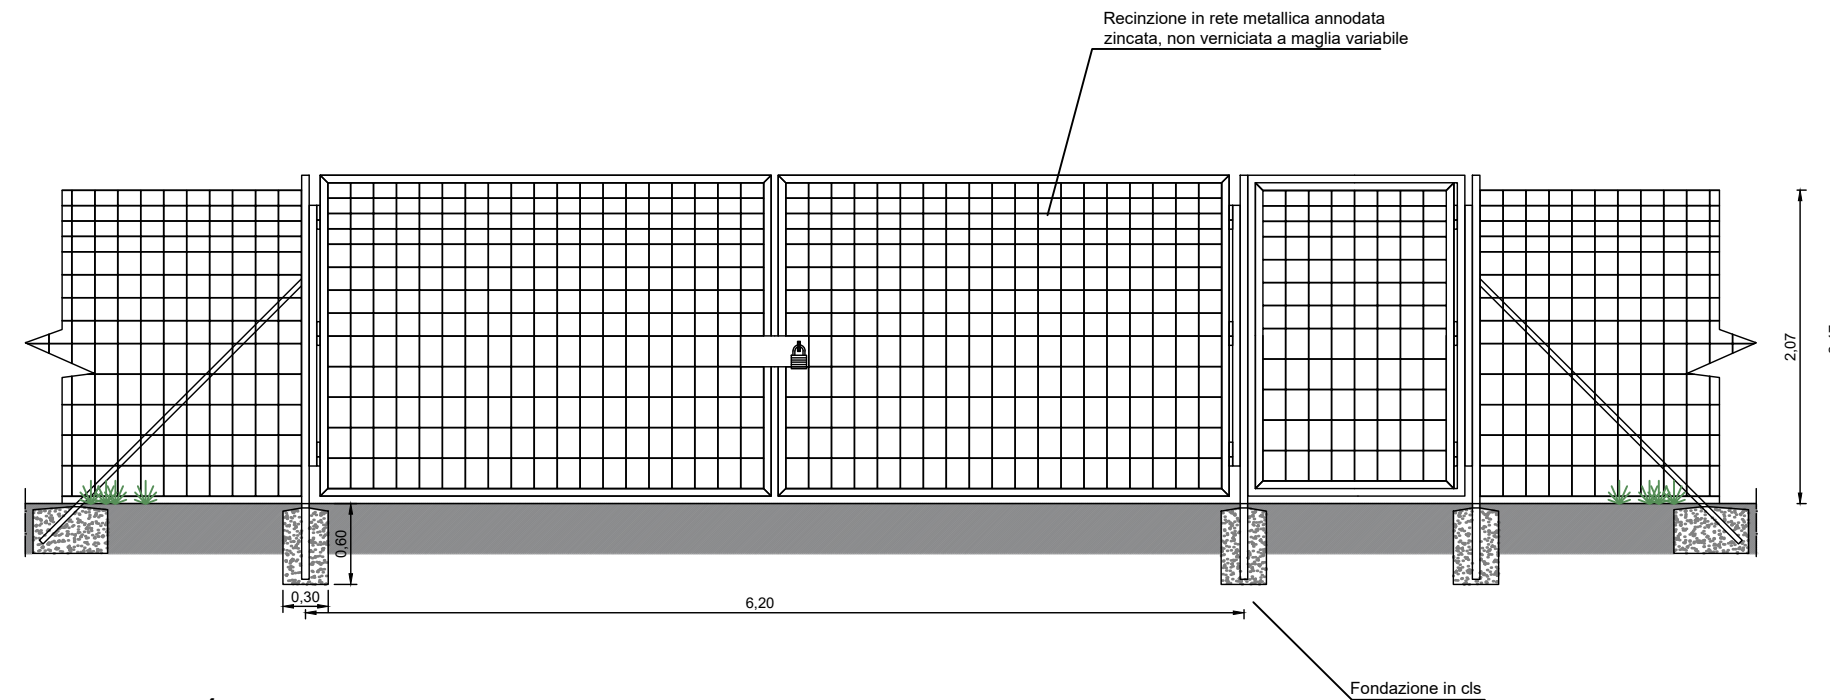 Recinzione in rete metallica annodata
zincata, non verniciata a maglia variabile
2,07
0,60
0,30
6,20
Fondazione in cls